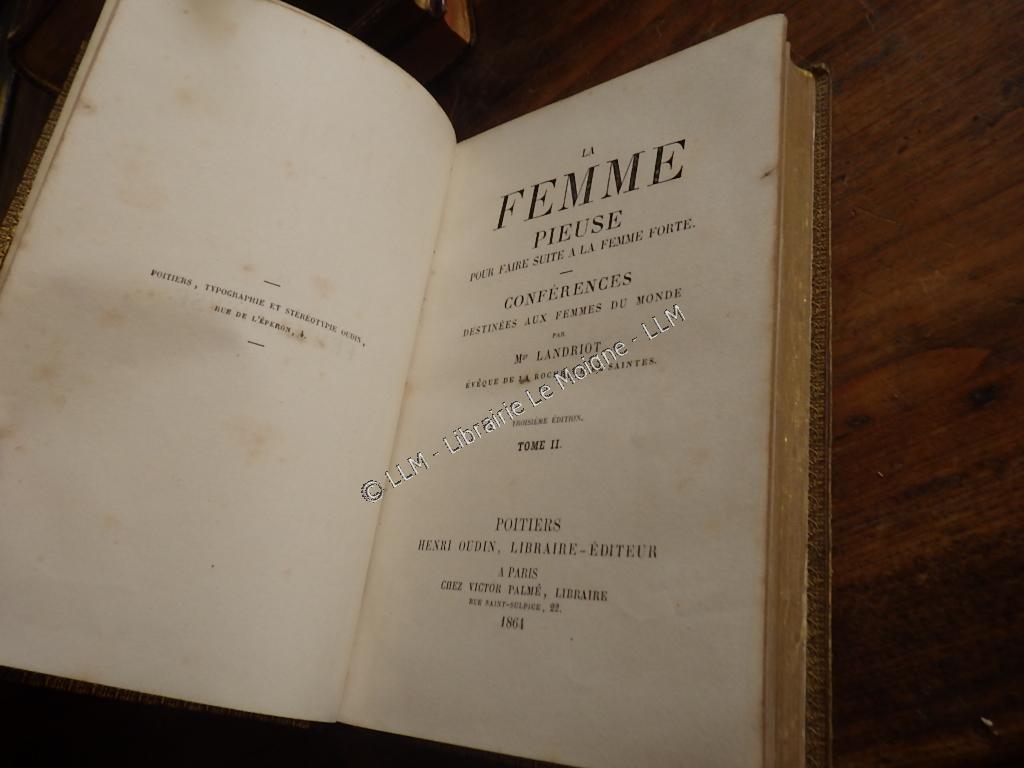 POITIERS, TYPOGRAPHIE ET STÉRÉOTYPIE OUDIN,
RUE DE L'ÉPERON, 4.
LA
FEMME
PIEUSE
POUR FAIRE SUITE A LA FEMME FORTE.
CONFÉRENCES
DESTINÉES AUX FEMMES DU MONDE
PAR
Mgr LANDRIOT
ÉVÊQUE DE LA SAINTES.
TROISIÈME ÉDITION.
TOME II.
© LLM - Librairie Le Moigne - LLM
POITIERS
HENRI OUDIN, LIBRAIRE-ÉDITEUR
A PARIS
CHEZ VICTOR PALMÉ, LIBRAIRE
RUE SAINT-SULPICE, 22.
1864